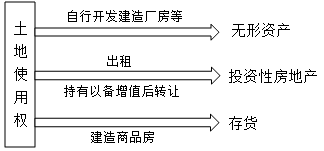 土地使用权
自行开发建造厂房等
无形资产
出租
持有以备增值后转让
投资性房地产
建造商品房
存货